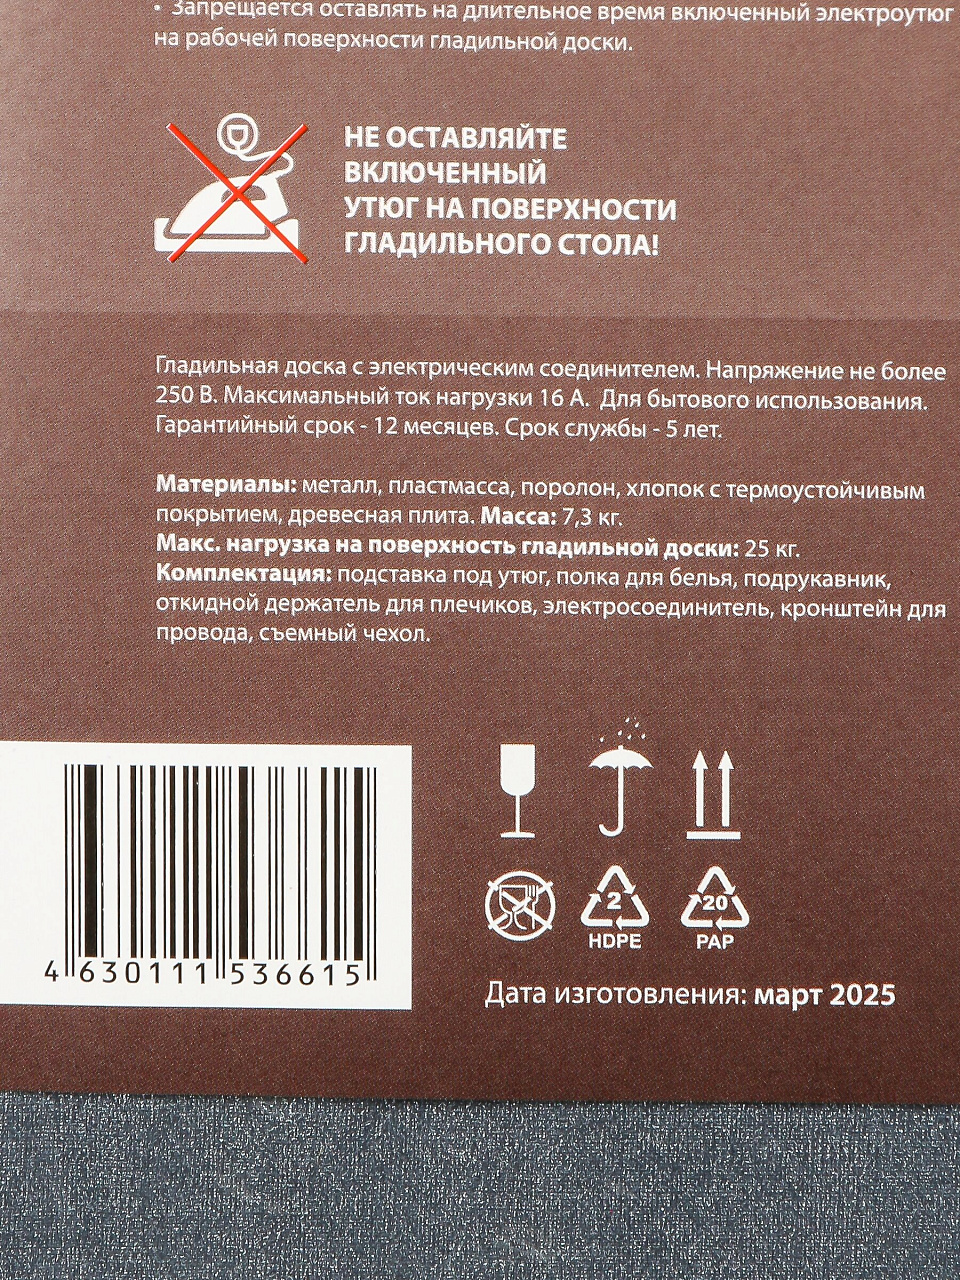 • Запрещается оставлять на длительное время включенный электроутюг
на рабочей поверхности гладильной доски.
НЕ ОСТАВЛЯЙТЕ
ВКЛЮЧЕННЫЙ
УТЮГ НА ПОВЕРХНОСТИ
ГЛАДИЛЬНОГО СТОЛА!
Гладильная доска с электрическим соединителем. Напряжение не более
250 В. Максимальный ток нагрузки 16 А. Для бытового использования.
Гарантийный срок - 12 месяцев. Срок службы - 5 лет.
Материалы: металл, пластмасса, поролон, хлопок с термоустойчивым
покрытием, древесная плита. Масса: 7,3 кг.
Макс. нагрузка на поверхность гладильной доски: 25 кг.
Комплектация: подставка под утюг, полка для белья, подрукавник,
откидной держатель для плечиков, электросоединитель, кронштейн для
провода, съемный чехол.
4 630111 536615
2
HDPE
20
PAP
Дата изготовления: март 2025